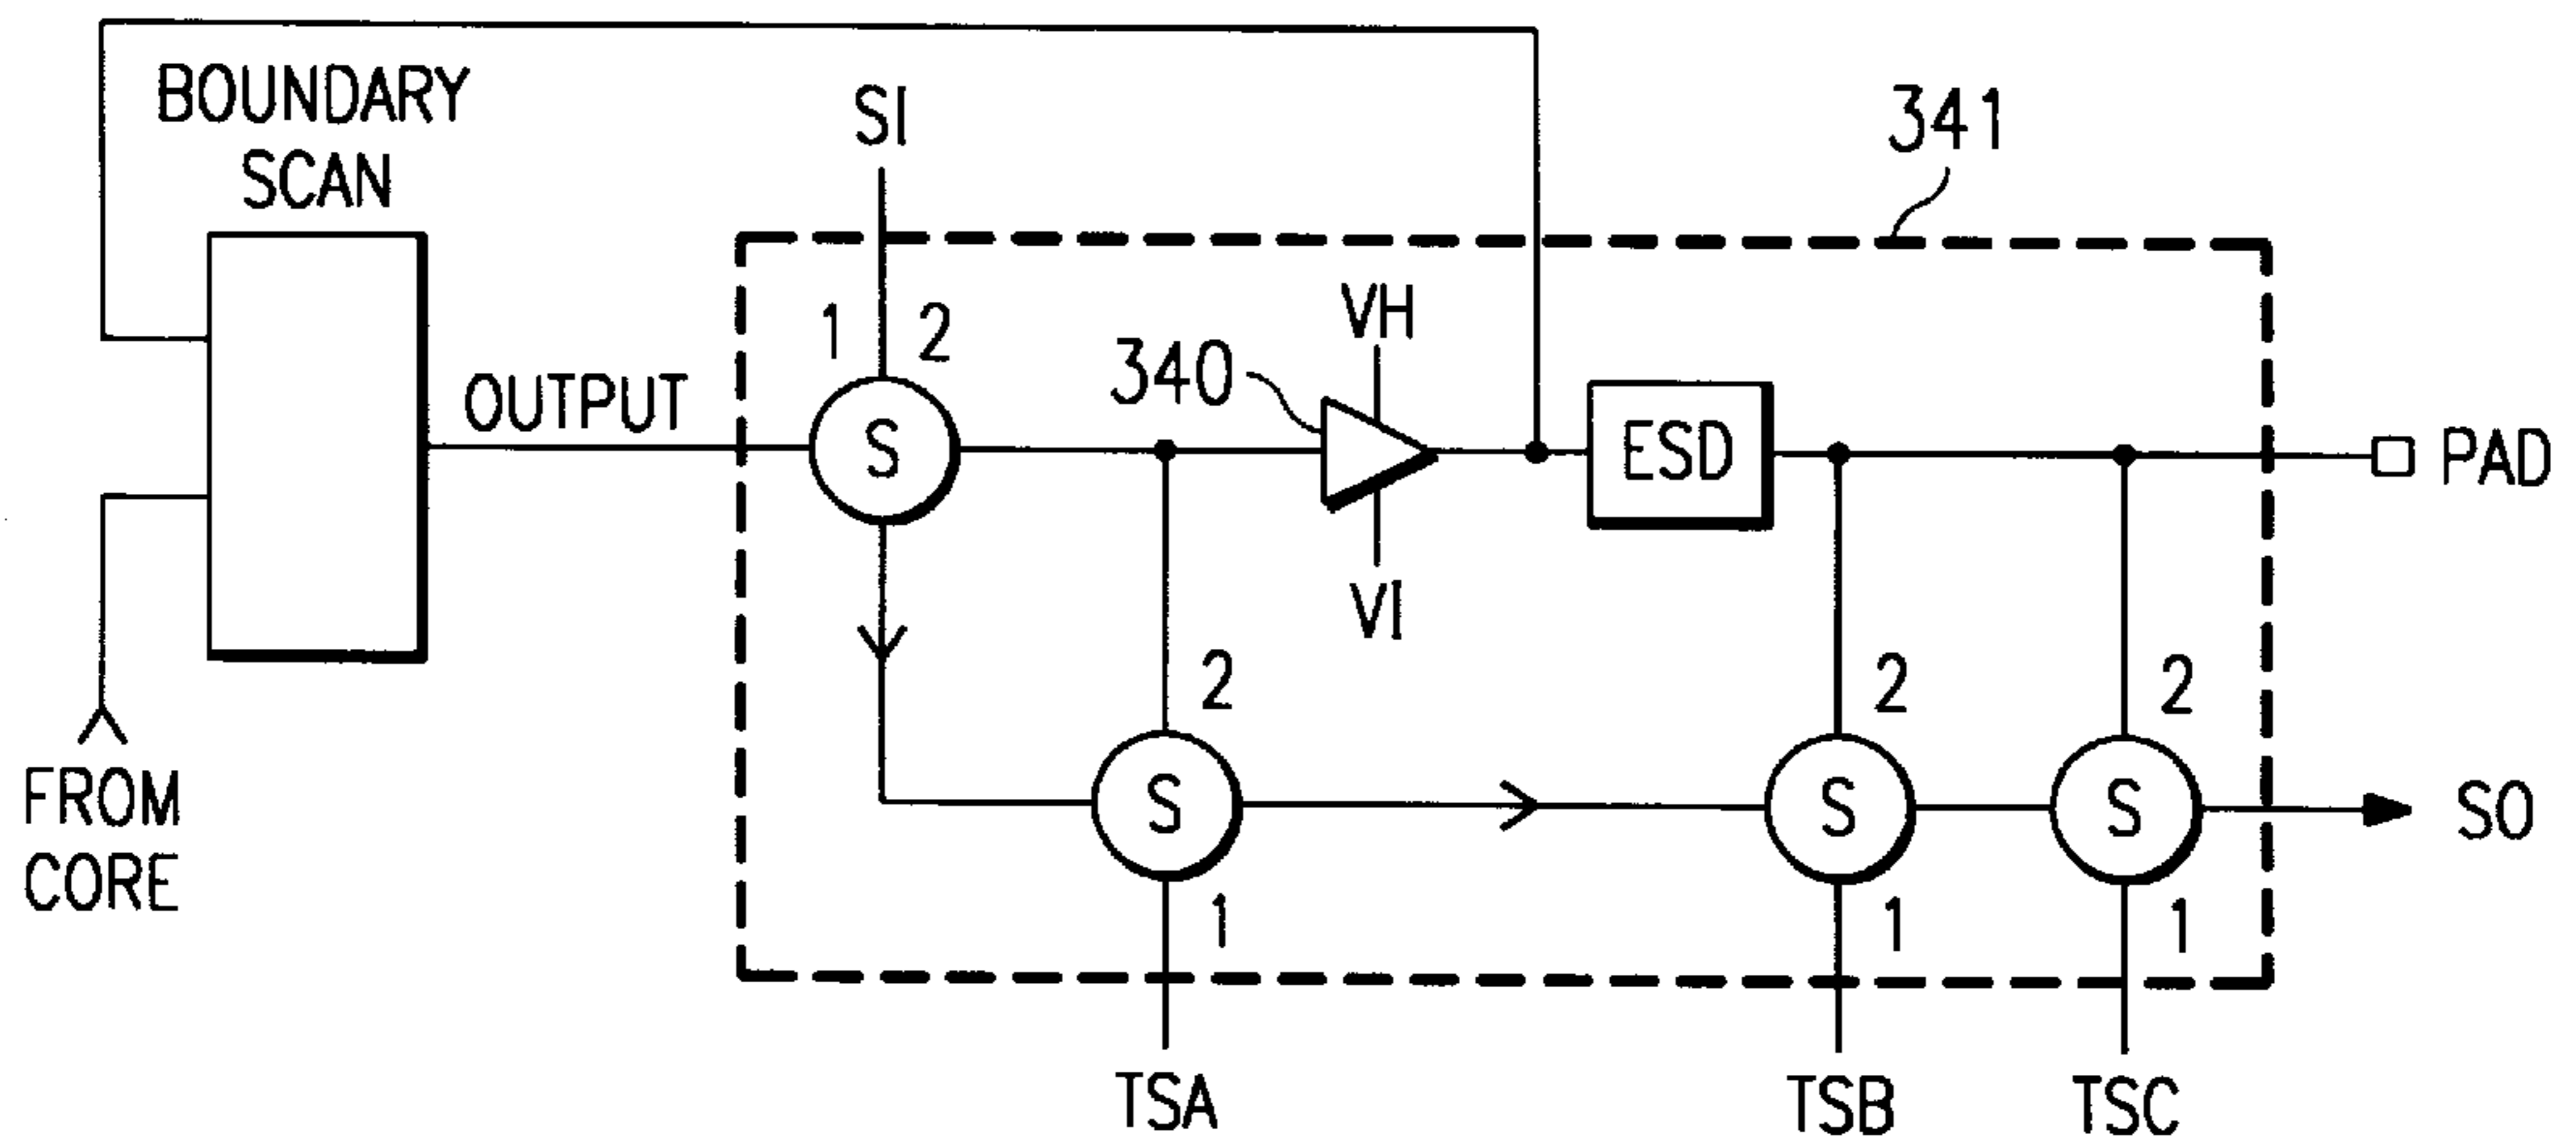 BOUNDARY
SCAN
SI
341
1 2
VH
340
OUTPUT
S
ESD
PAD
VI
2
2
2
S
S
S
SO
FROM
CORE
1
1
1
TSA
TSB
TSC